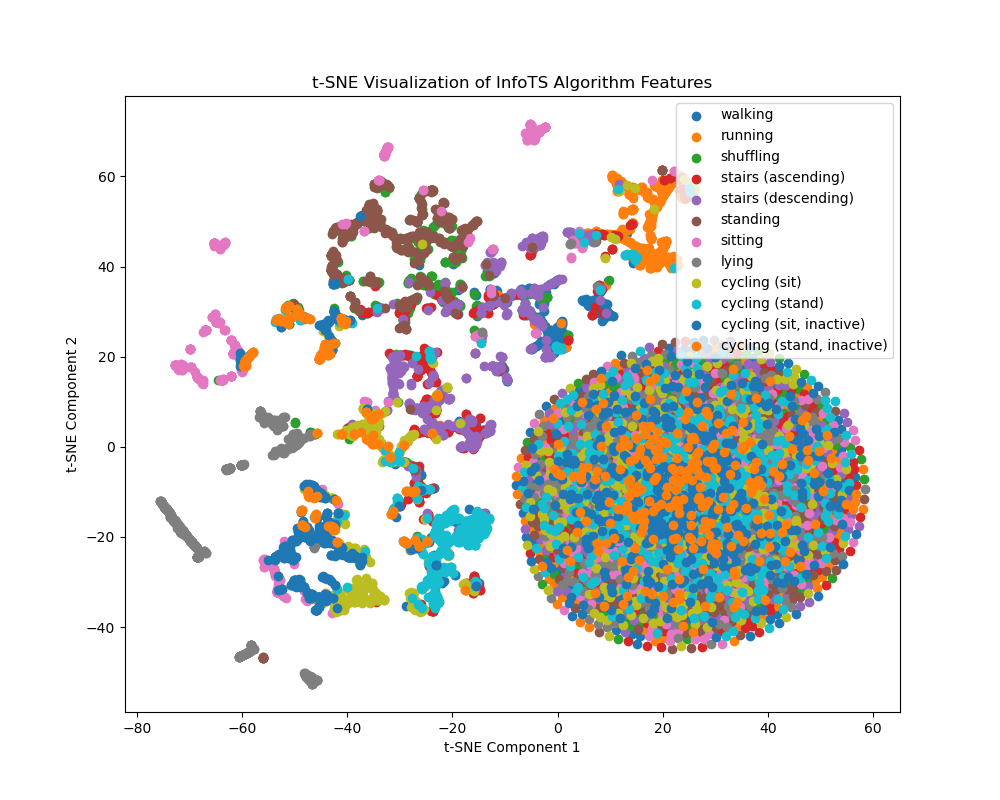 t-SNE Visualization of InfoTS Algorithm Features
walking
running
shuffling
stairs (ascending)
stairs (descending)
standing
sitting
lying
cycling (sit)
cycling (stand)
cycling (sit, inactive)
cycling (stand, inactive)
60
40
20
0
−20
−40
t-SNE Component 2
−80 −60 −40 −20 0 20 40 60
t-SNE Component 1